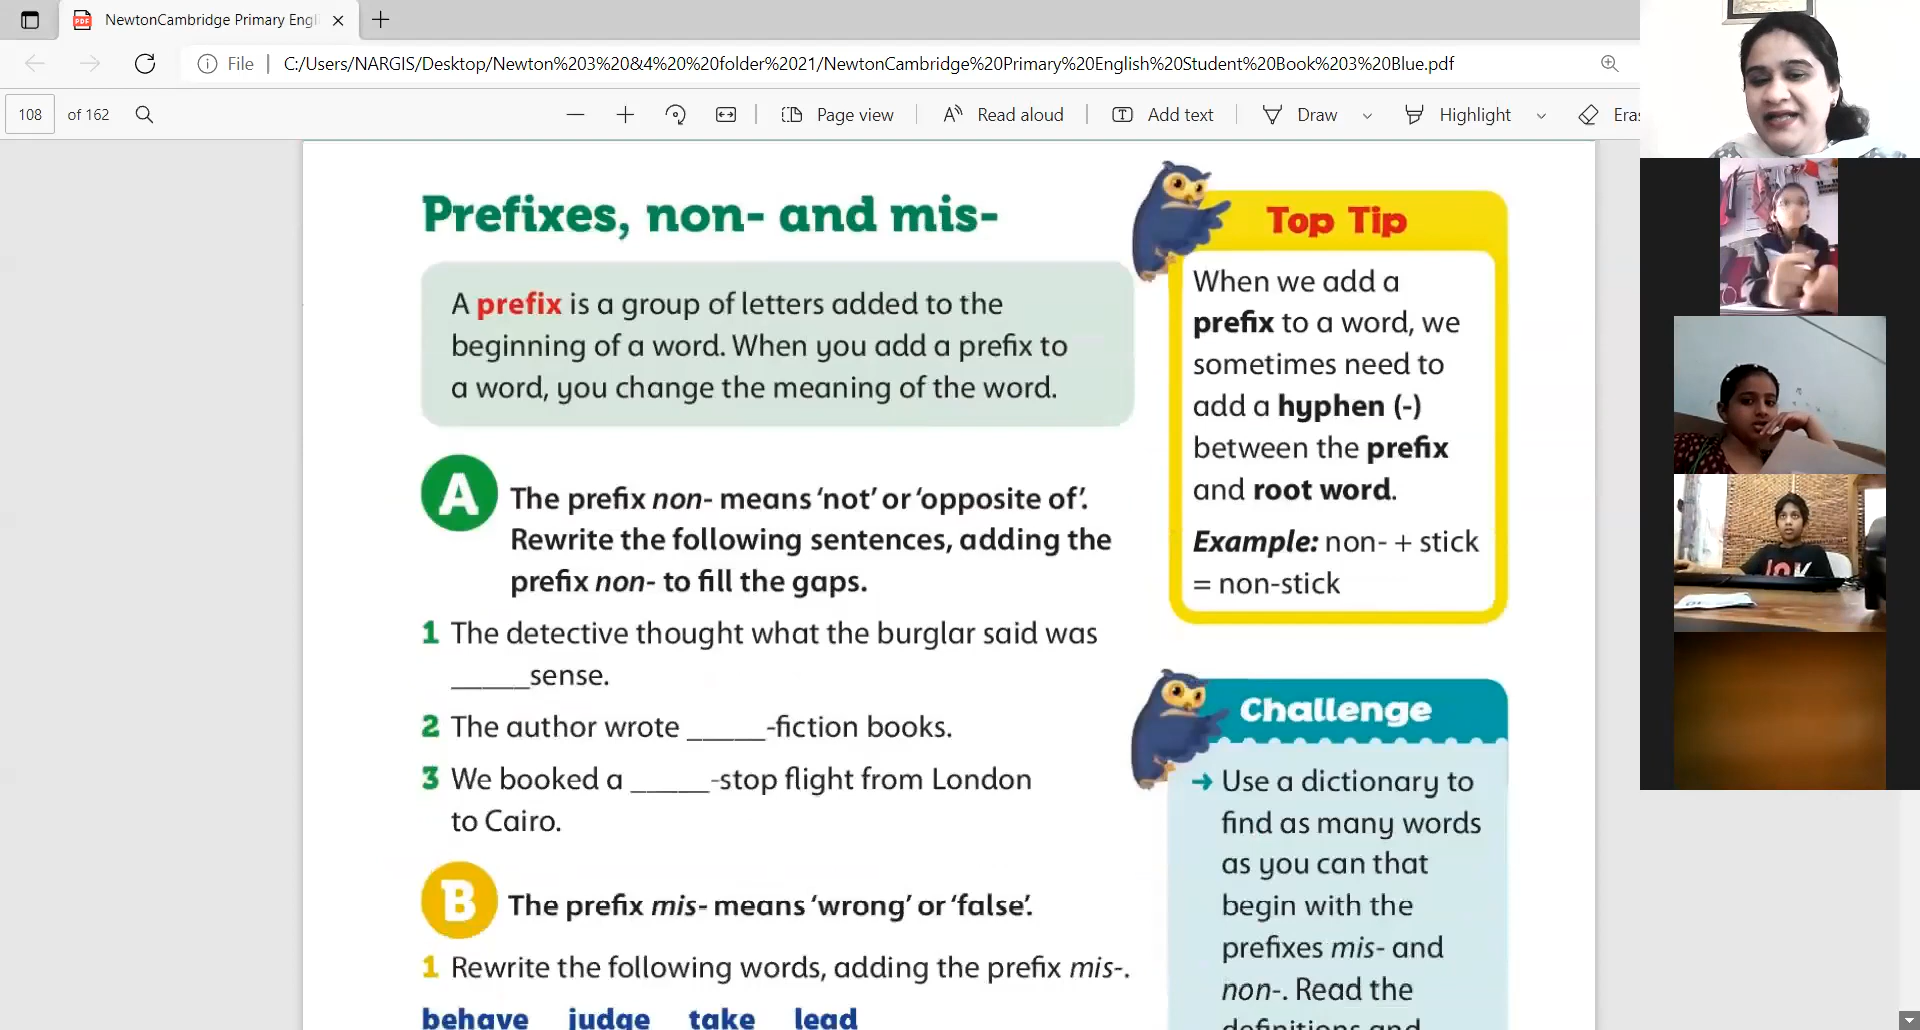 NewtonCambridge Primary Engli
File
C:/Users/NARGIS/Desktop/Newton%203%20&4%20%20folder%2021/NewtonCambridge%20Primary%20English%20Student%20Book%203%20Blue.pdf
108 of 162
Page view
Read aloud
Add text
Draw
Highlight
Eras
Prefixes, non- and mis-
A prefix is a group of letters added to the
beginning of a word. When you add a prefix to
a word, you change the meaning of the word.
A
The prefix non- means ‘not’ or ‘opposite of’.
Rewrite the following sentences, adding the
prefix non- to fill the gaps.
1 The detective thought what the burglar said was
_____sense.
2 The author wrote _____-fiction books.
3 We booked a _____-stop flight from London
to Cairo.
B
The prefix mis- means ‘wrong’ or ‘false’.
1 Rewrite the following words, adding the prefix mis-.
behave judge take lead
Top Tip
When we add a
prefix to a word, we
sometimes need to
add a hyphen (-)
between the prefix
and root word.
Example: non- + stick
= non-stick
Challenge
→ Use a dictionary to
find as many words
as you can that
begin with the
prefixes mis- and
non-. Read the
definitions and